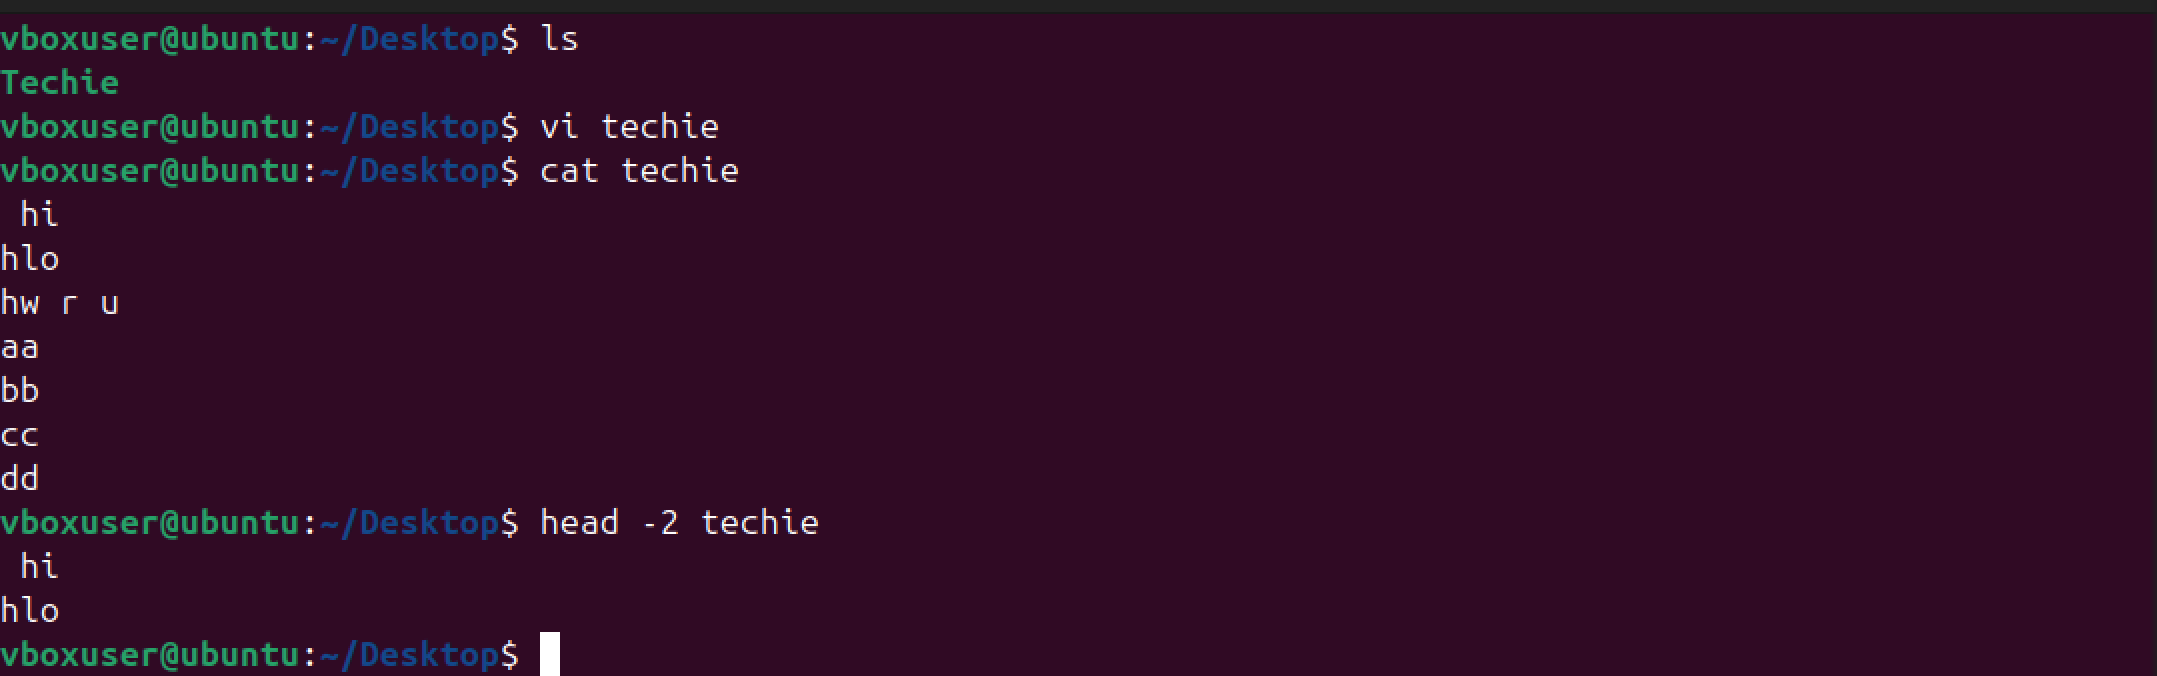 vboxuser@ubuntu:~/Desktop$ ls
Techie
vboxuser@ubuntu:~/Desktop$ vi techie
vboxuser@ubuntu:~/Desktop$ cat techie
 hi
hlo
hw r u
aa
bb
cc
dd
vboxuser@ubuntu:~/Desktop$ head -2 techie
 hi
hlo
vboxuser@ubuntu:~/Desktop$